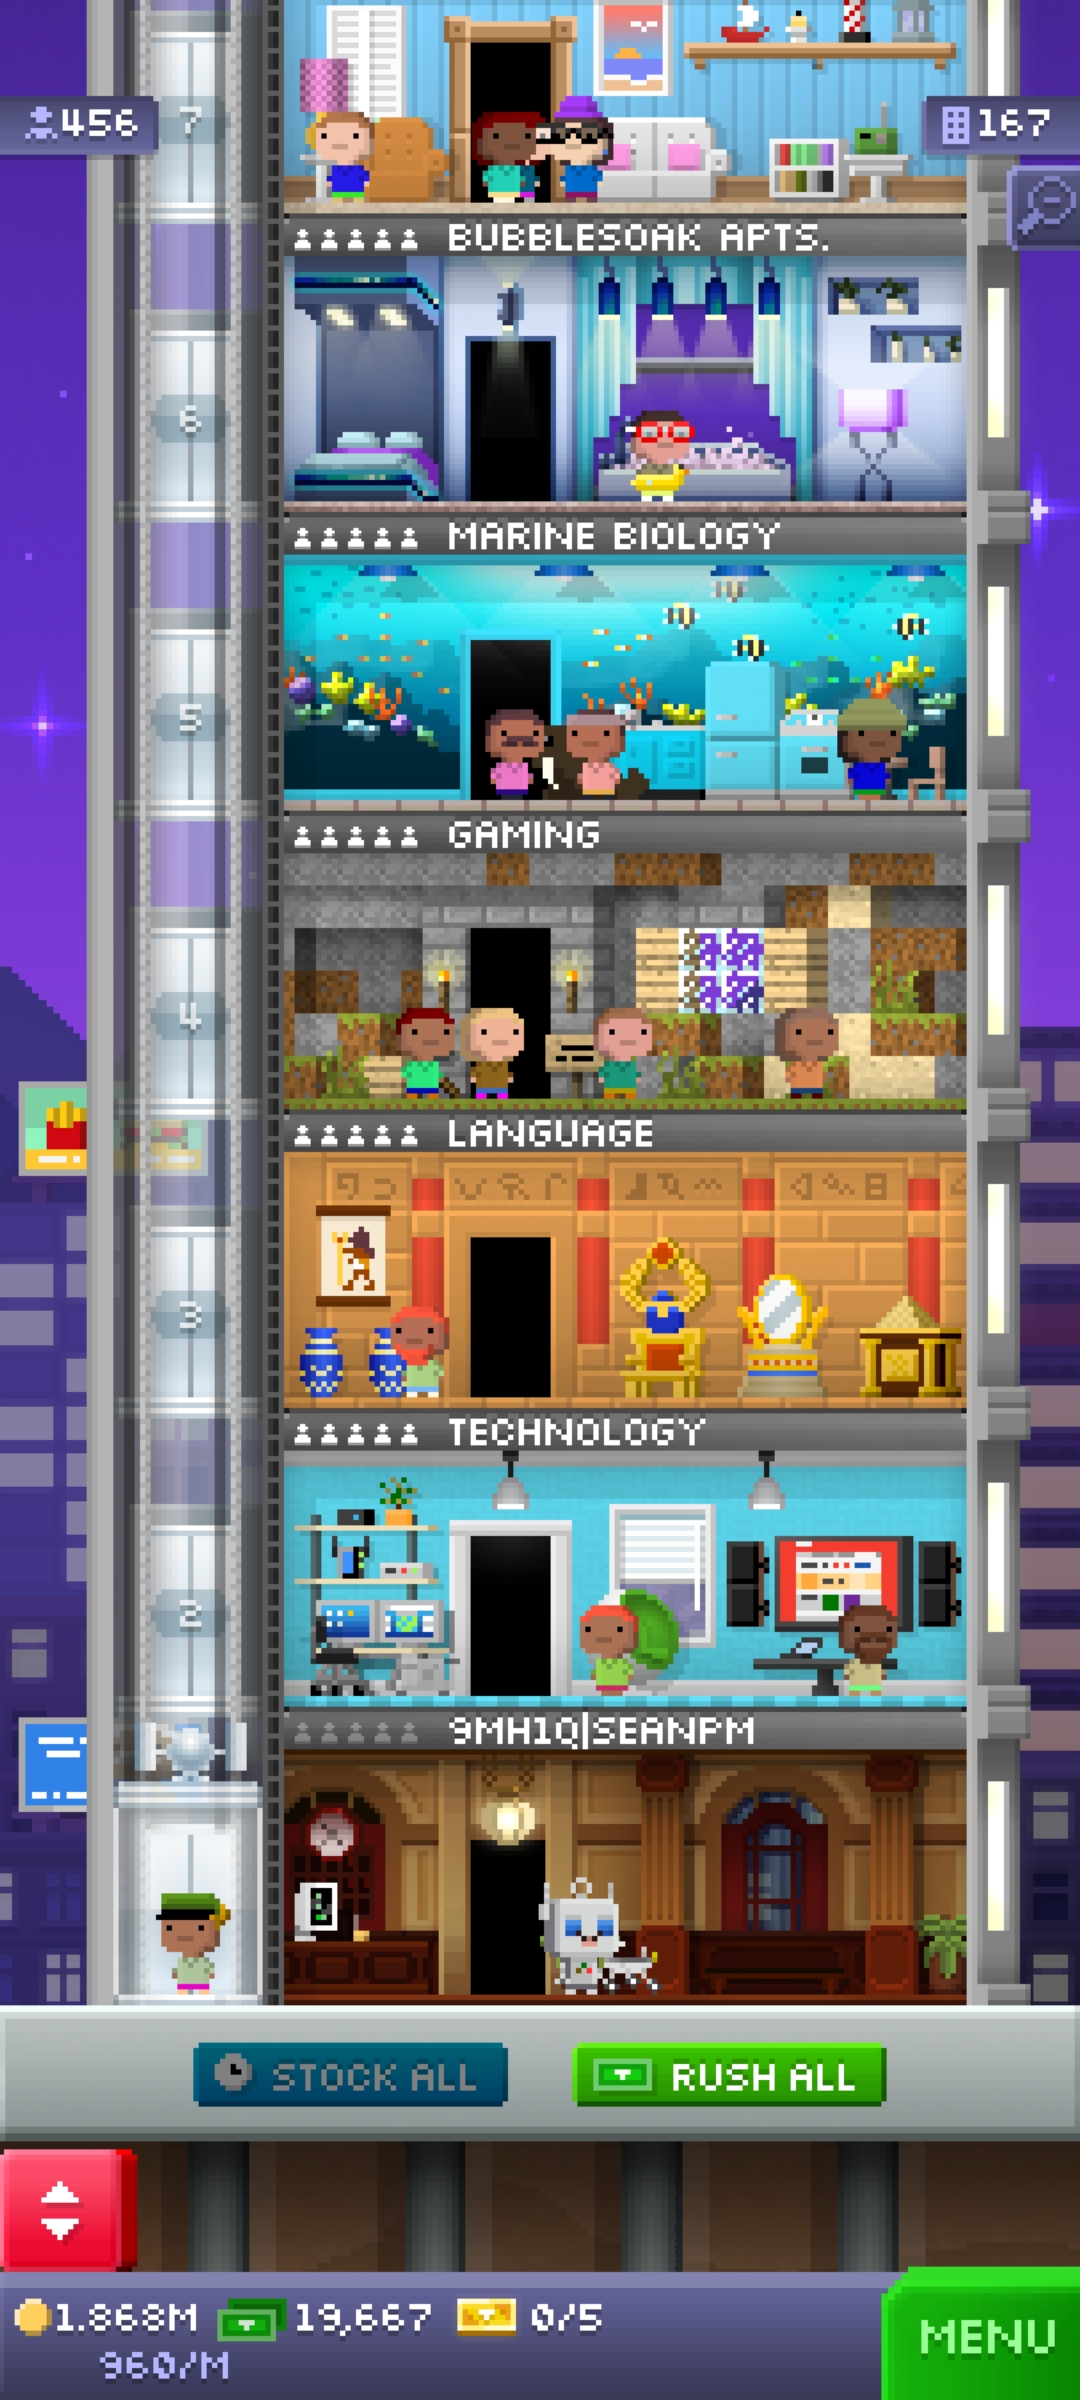 7
456
167
BUBBLESOAK APTS.
6
MARINE BIOLOGY
5
GAMING
4
LANGUAGE
3
TECHNOLOGY
2
9MH1Q|SEANPM
STOCK ALL
RUSH ALL
1.868M
19,667
0/5
960/M
MENU